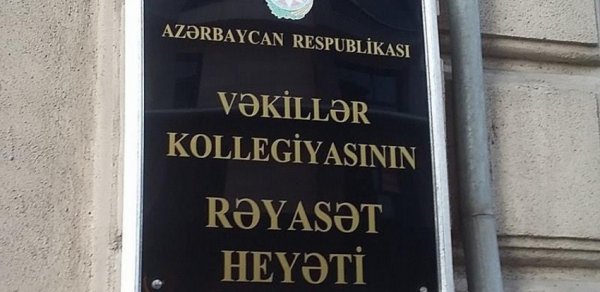 AZƏRBAYCAN RESPUBLİKASI
VƏKİLLƏR
KOLLEGİYASININ
RƏYASƏT
HEYƏTİ